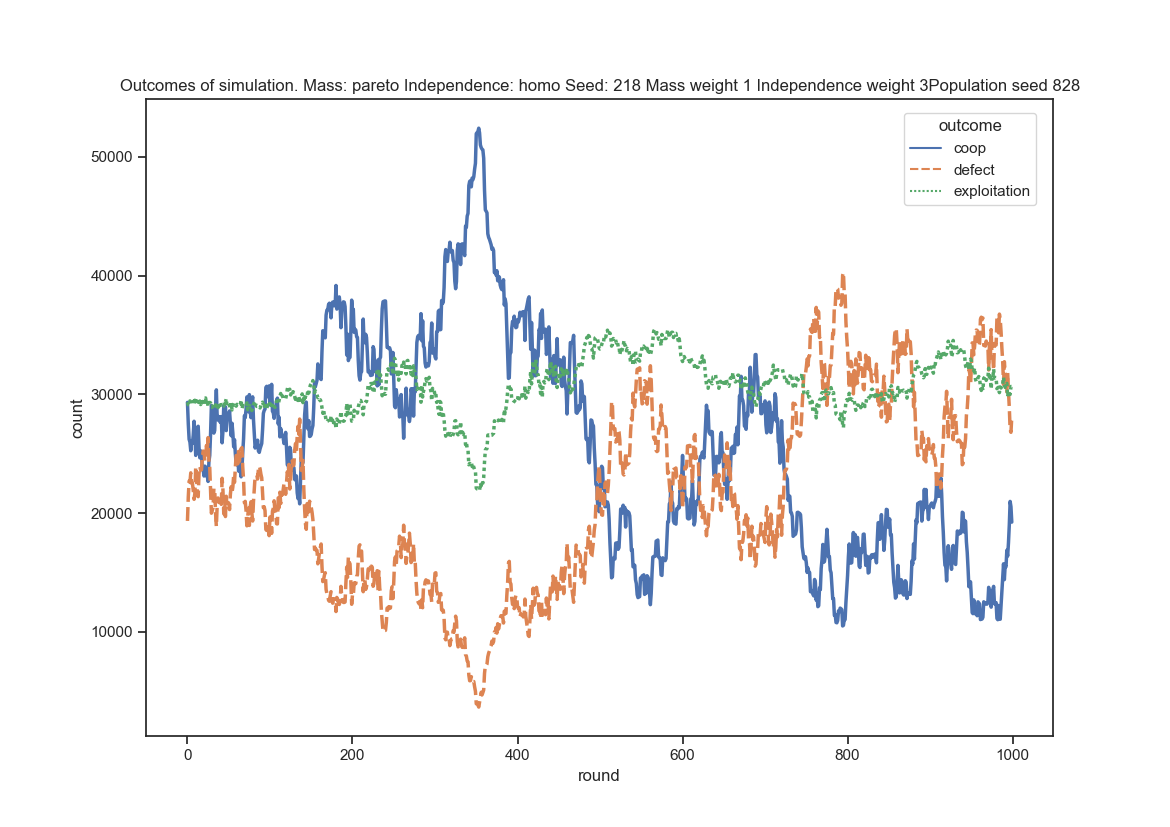 Outcomes of simulation. Mass: pareto Independence: homo Seed: 218 Mass weight 1 Independence weight 3Population seed 828
outcome
coop
defect
exploitation
50000
40000
30000
20000
10000
count
0 200 400 600 800 1000
round